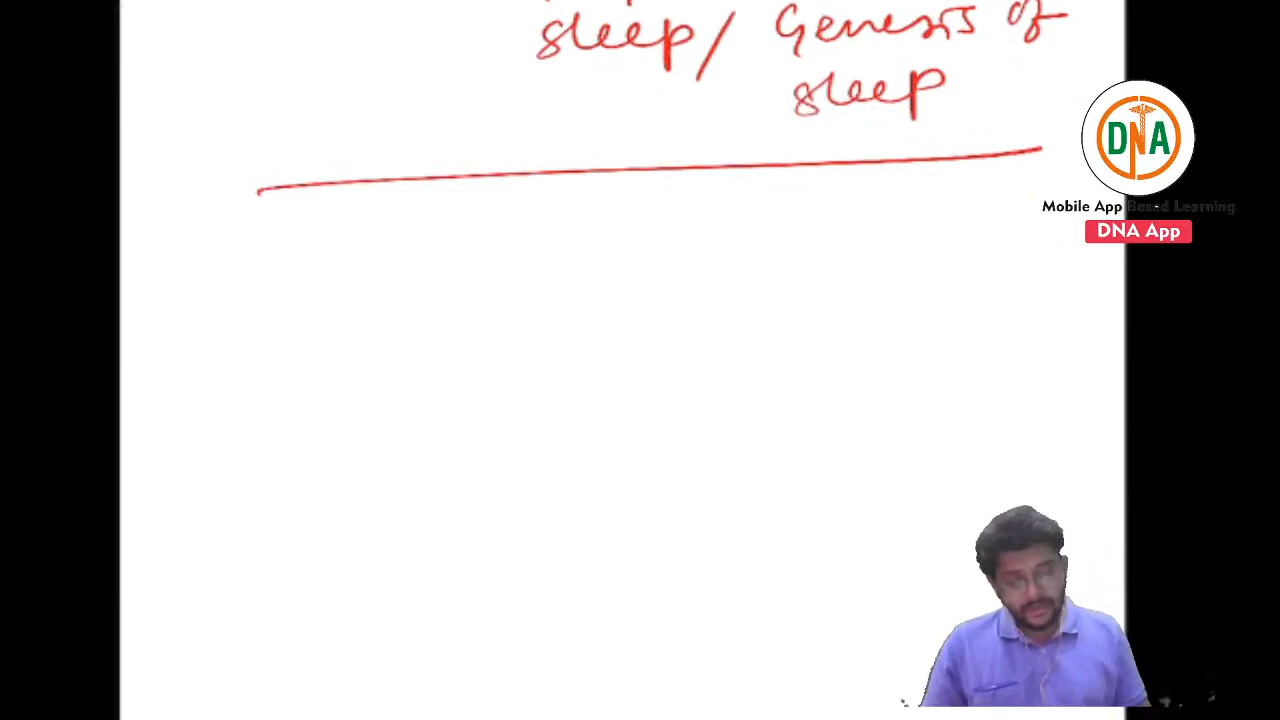 sleep/ Genesis of
sleep
DNA
Mobile App Based Learning
DNA App